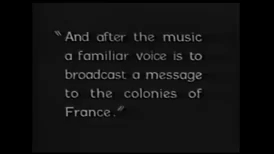 "And after the music
a familiar voice is to
broadcast a message
to the colonies of
France."